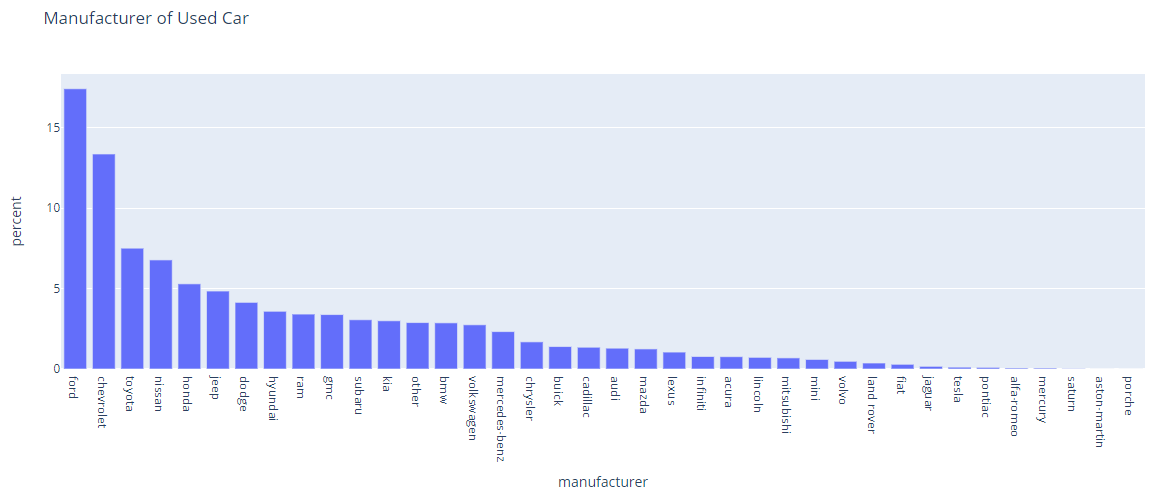 Manufacturer of Used Car
percent
15
10
5
0
ford
chevrolet
toyota
nissan
honda
jeep
dodge
hyundai
ram
gmc
subaru
kia
other
bmw
volkswagen
mercedes-benz
chrysler
buick
cadillac
audi
mazda
lexus
infiniti
acura
lincoln
mitsubishi
mini
volvo
land rover
fiat
jaguar
tesla
pontiac
alfa-romeo
mercury
saturn
aston-martin
porche
manufacturer